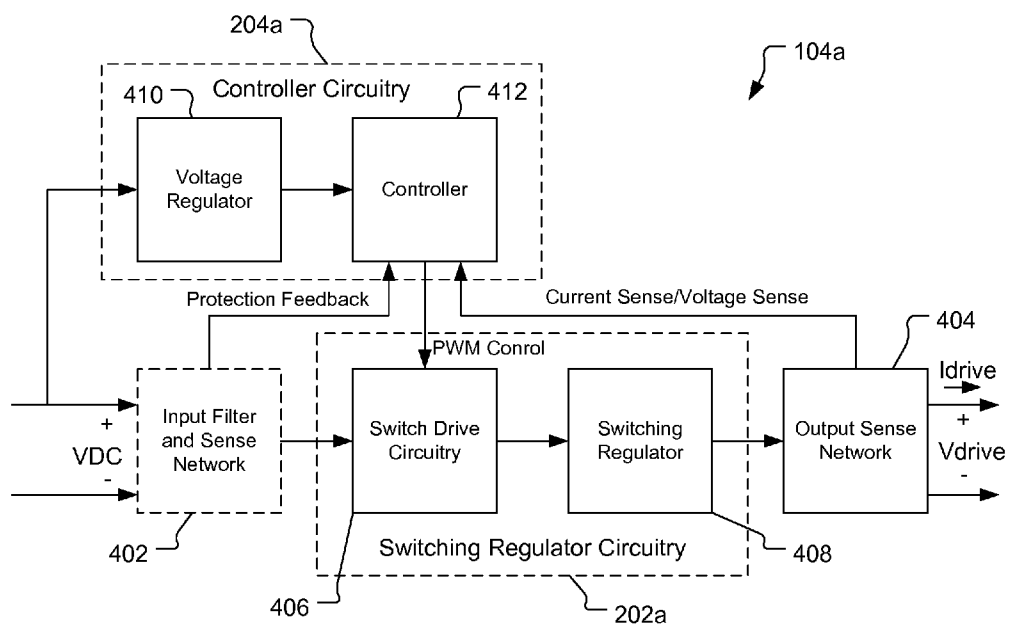 204a
104a
Controller Circuitry
410
412
Voltage
Regulator
Controller
Protection Feedback
Current Sense/Voltage Sense
404
PWM Conrol
Idrive
+
+
VDC
-
Input Filter
and Sense
Network
Switch Drive
Circuitry
Switching
Regulator
Output Sense
Network
Vdrive
-
402
Switching Regulator Circuitry
408
406
202a